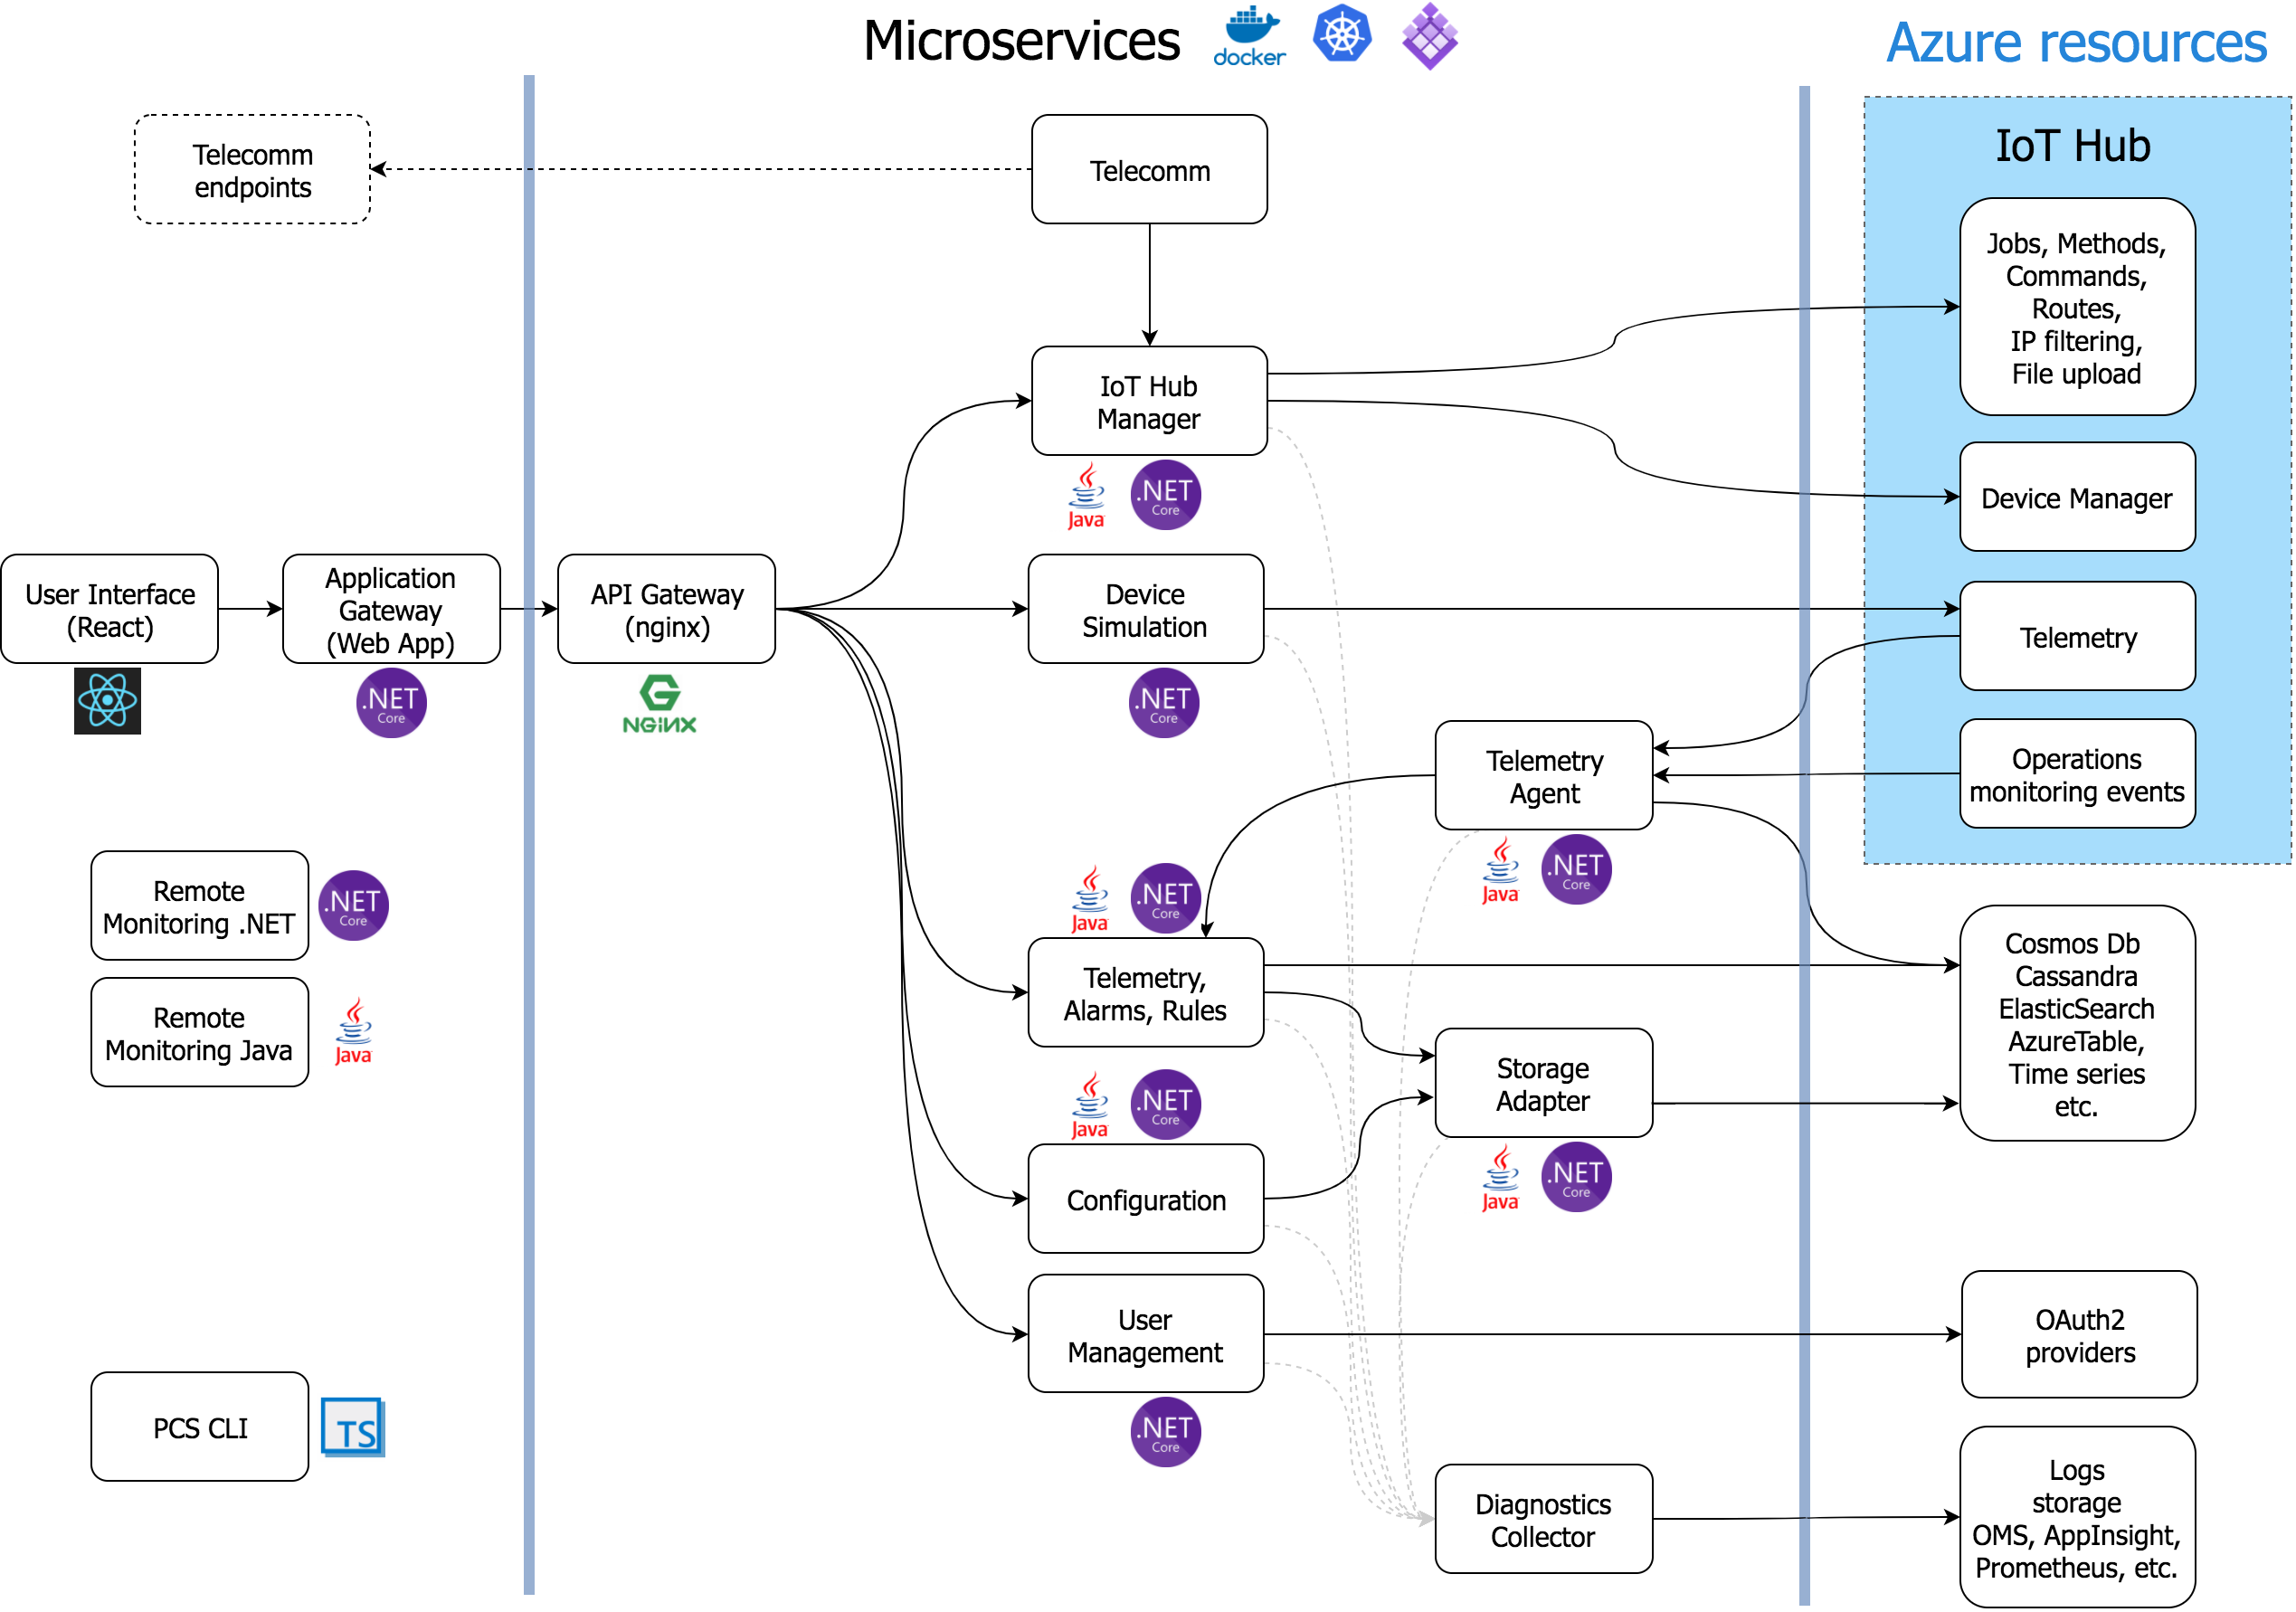 Microservices
docker
Azure resources
Telecomm
endpoints
Telecomm
IoT Hub
Jobs, Methods,
Commands,
Routes,
IP filtering,
File upload
IoT Hub
Manager
Java
.NET
Core
Device Manager
User Interface
(React)
Application
Gateway
(Web App)
.NET
Core
API Gateway
(nginx)
NGiNX
Device
Simulation
.NET
Core
Telemetry
Telemetry
Agent
Java
.NET
Core
Operations
monitoring events
Remote
Monitoring .NET
.NET
Core
Remote
Monitoring Java
Java
Java
.NET
Core
Telemetry,
Alarms, Rules
Cosmos Db
Cassandra
ElasticSearch
AzureTable,
Time series
etc.
Storage
Adapter
Java
.NET
Core
Java
.NET
Core
Configuration
User
Management
.NET
Core
OAuth2
providers
PCS CLI
TS
Diagnostics
Collector
Logs
storage
OMS, AppInsight,
Prometheus, etc.